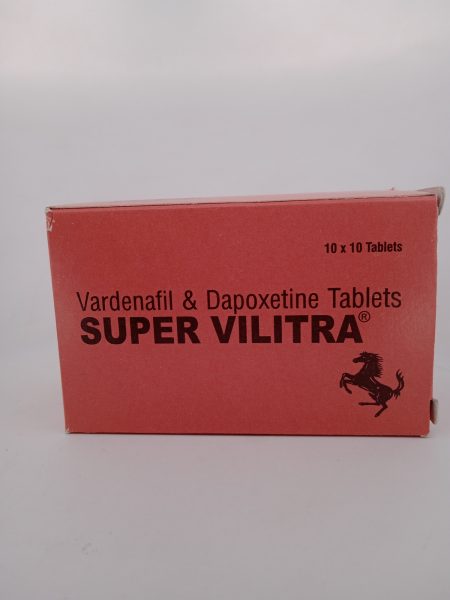 10 x 10 Tablets
Vardenafil & Dapoxetine Tablets
SUPER VILITRA®